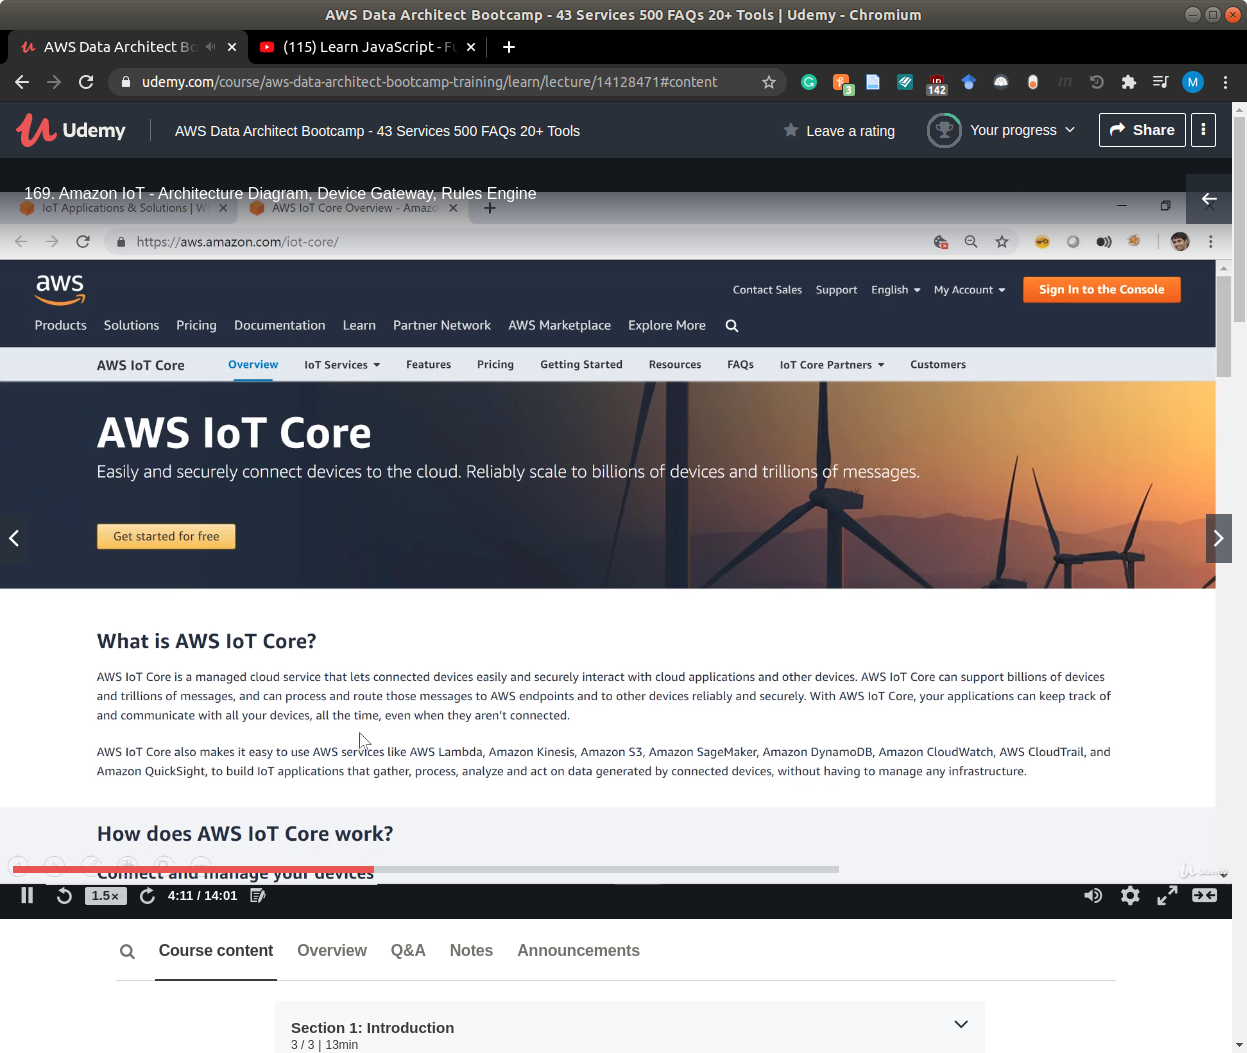 AWS Data Architect Bootcamp - 43 Services 500 FAQs 20+ Tools | Udemy - Chromium
AWS Data Architect Bo
(115) Learn JavaScript - Fu
udemy.com/course/aws-data-architect-bootcamp-training/learn/lecture/14128471#content
3
142
M
Udemy
AWS Data Architect Bootcamp - 43 Services 500 FAQs 20+ Tools
Leave a rating
Your progress
Share
169. Amazon IoT - Architecture Diagram, Device Gateway, Rules Engine
IoT Applications & Solutions | W
AWS IoT Core Overview - Amazo
https://aws.amazon.com/iot-core/
aws
Contact Sales
Support
English
My Account
Sign In to the Console
Products
Solutions
Pricing
Documentation
Learn
Partner Network
AWS Marketplace
Explore More
AWS IoT Core
Overview
IoT Services
Features
Pricing
Getting Started
Resources
FAQs
IoT Core Partners
Customers
AWS IoT Core
Easily and securely connect devices to the cloud. Reliably scale to billions of devices and trillions of messages.
Get started for free
What is AWS IoT Core?
AWS IoT Core is a managed cloud service that lets connected devices easily and securely interact with cloud applications and other devices. AWS IoT Core can support billions of devices
and trillions of messages, and can process and route those messages to AWS endpoints and to other devices reliably and securely. With AWS IoT Core, your applications can keep track of
and communicate with all your devices, all the time, even when they aren't connected.
AWS IoT Core also makes it easy to use AWS services like AWS Lambda, Amazon Kinesis, Amazon S3, Amazon SageMaker, Amazon DynamoDB, Amazon CloudWatch, AWS CloudTrail, and
Amazon QuickSight, to build IoT applications that gather, process, analyze and act on data generated by connected devices, without having to manage any infrastructure.
How does AWS IoT Core work?
Connect and manage your devices
Udemy
1.5×
4:11 / 14:01
Course content
Overview
Q&A
Notes
Announcements
Section 1: Introduction
3 / 3 | 13min